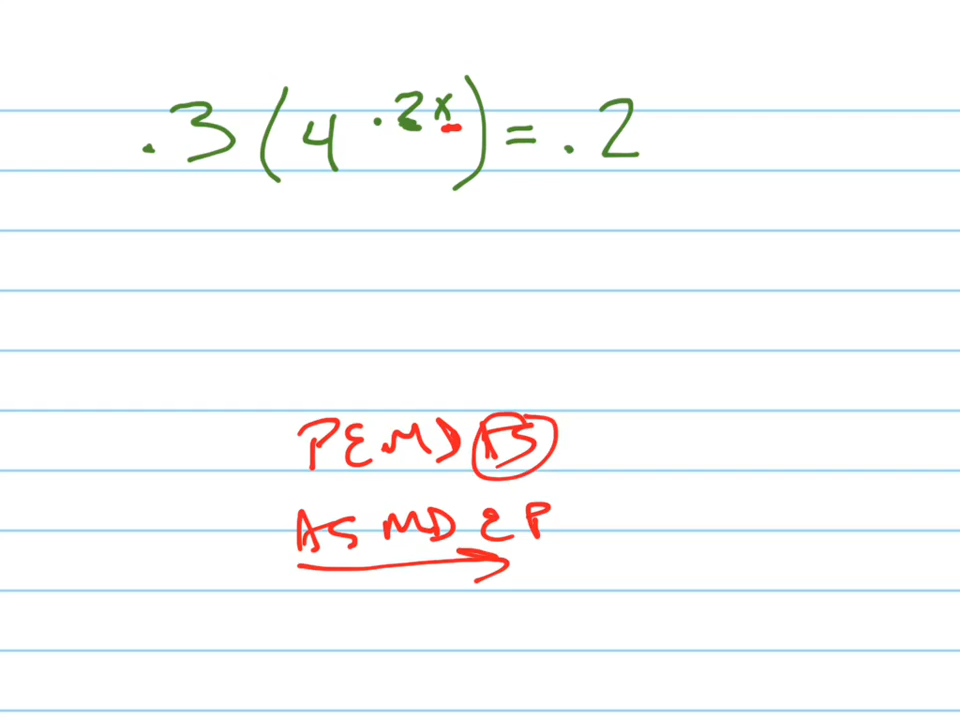 .3(4^.2x) = .2
PEMDAS
ASMDEP